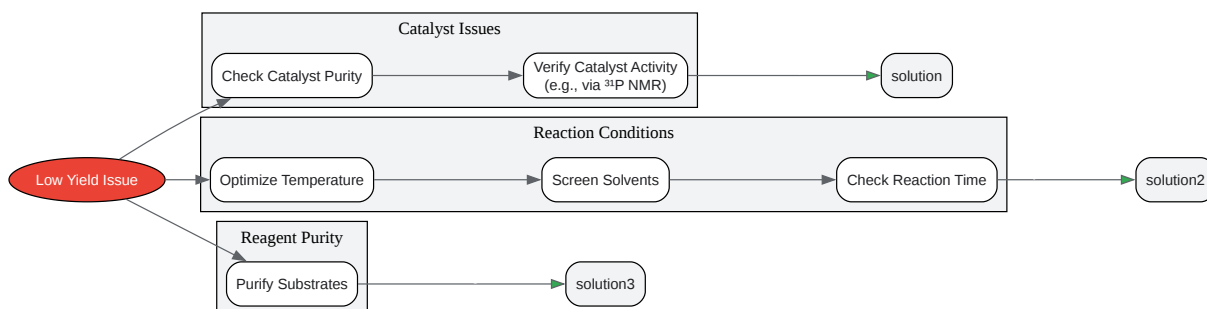 Catalyst Issues
Check Catalyst Purity
Verify Catalyst Activity
(e.g., via ³¹P NMR)
solution
Low Yield Issue
Reaction Conditions
Optimize Temperature
Screen Solvents
Check Reaction Time
solution2
Reagent Purity
Purify Substrates
solution3